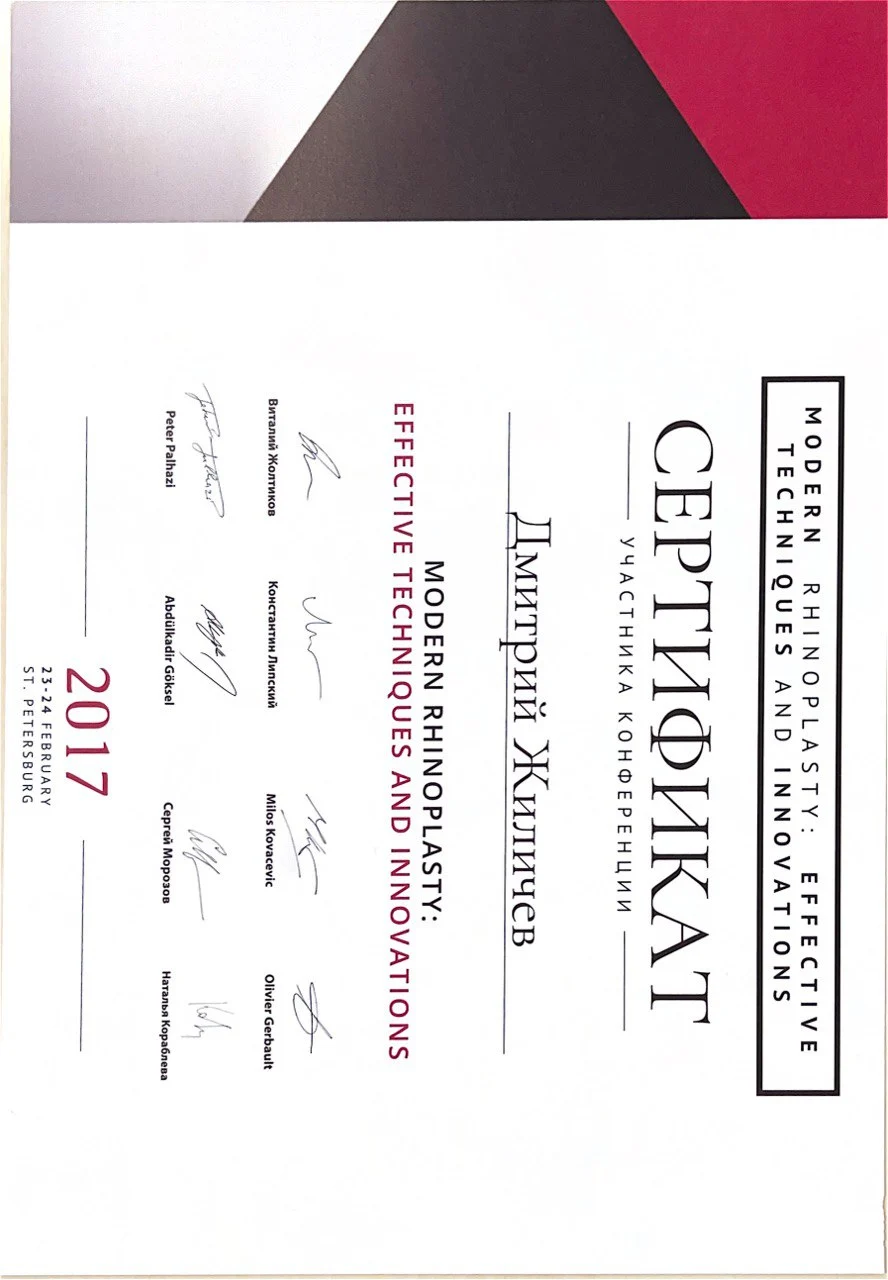 MODERN RHINOPLASTY: EFFECTIVE
TECHNIQUES AND INNOVATIONS
СЕРТИФИКАТ
УЧАСТНИКА КОНФЕРЕНЦИИ
Дмитрий Жиличев
MODERN RHINOPLASTY:
EFFECTIVE TECHNIQUES AND INNOVATIONS
Виталий Жолтиков Константин Липский Milos Kovacevic Olivier Gerbault
Peter Palhazi Abdülkadir Göksel Сергей Морозов Наталья Кораблева
2017
23-24 FEBRUARY
ST. PETERSBURG